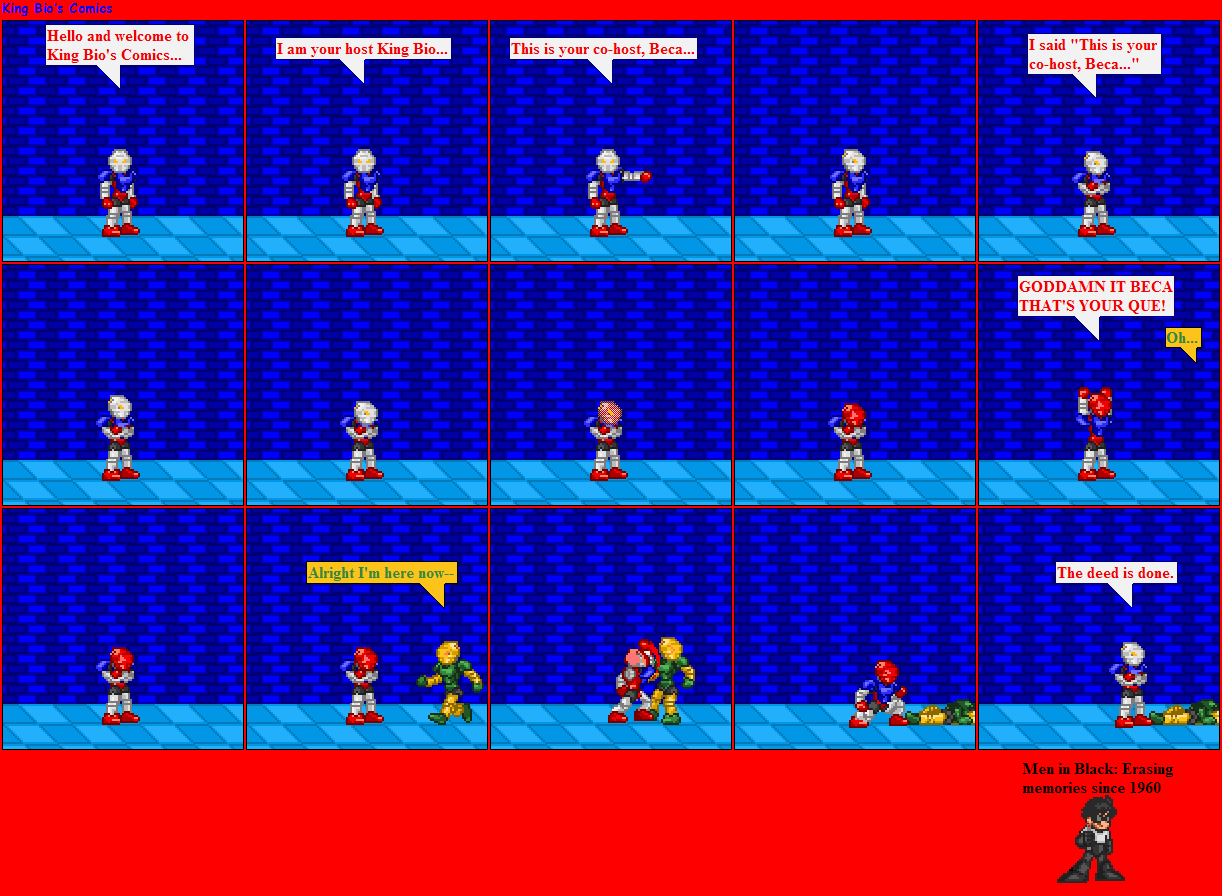 King Bio's Comics
Hello and welcome to
King Bio's Comics...
I am your host King Bio...
This is your co-host, Beca...
I said "This is your
co-host, Beca..."
GODDAMN IT BECA
THAT'S YOUR QUE!
Oh...
Alright I'm here now--
The deed is done.
Men in Black: Erasing
memories since 1960